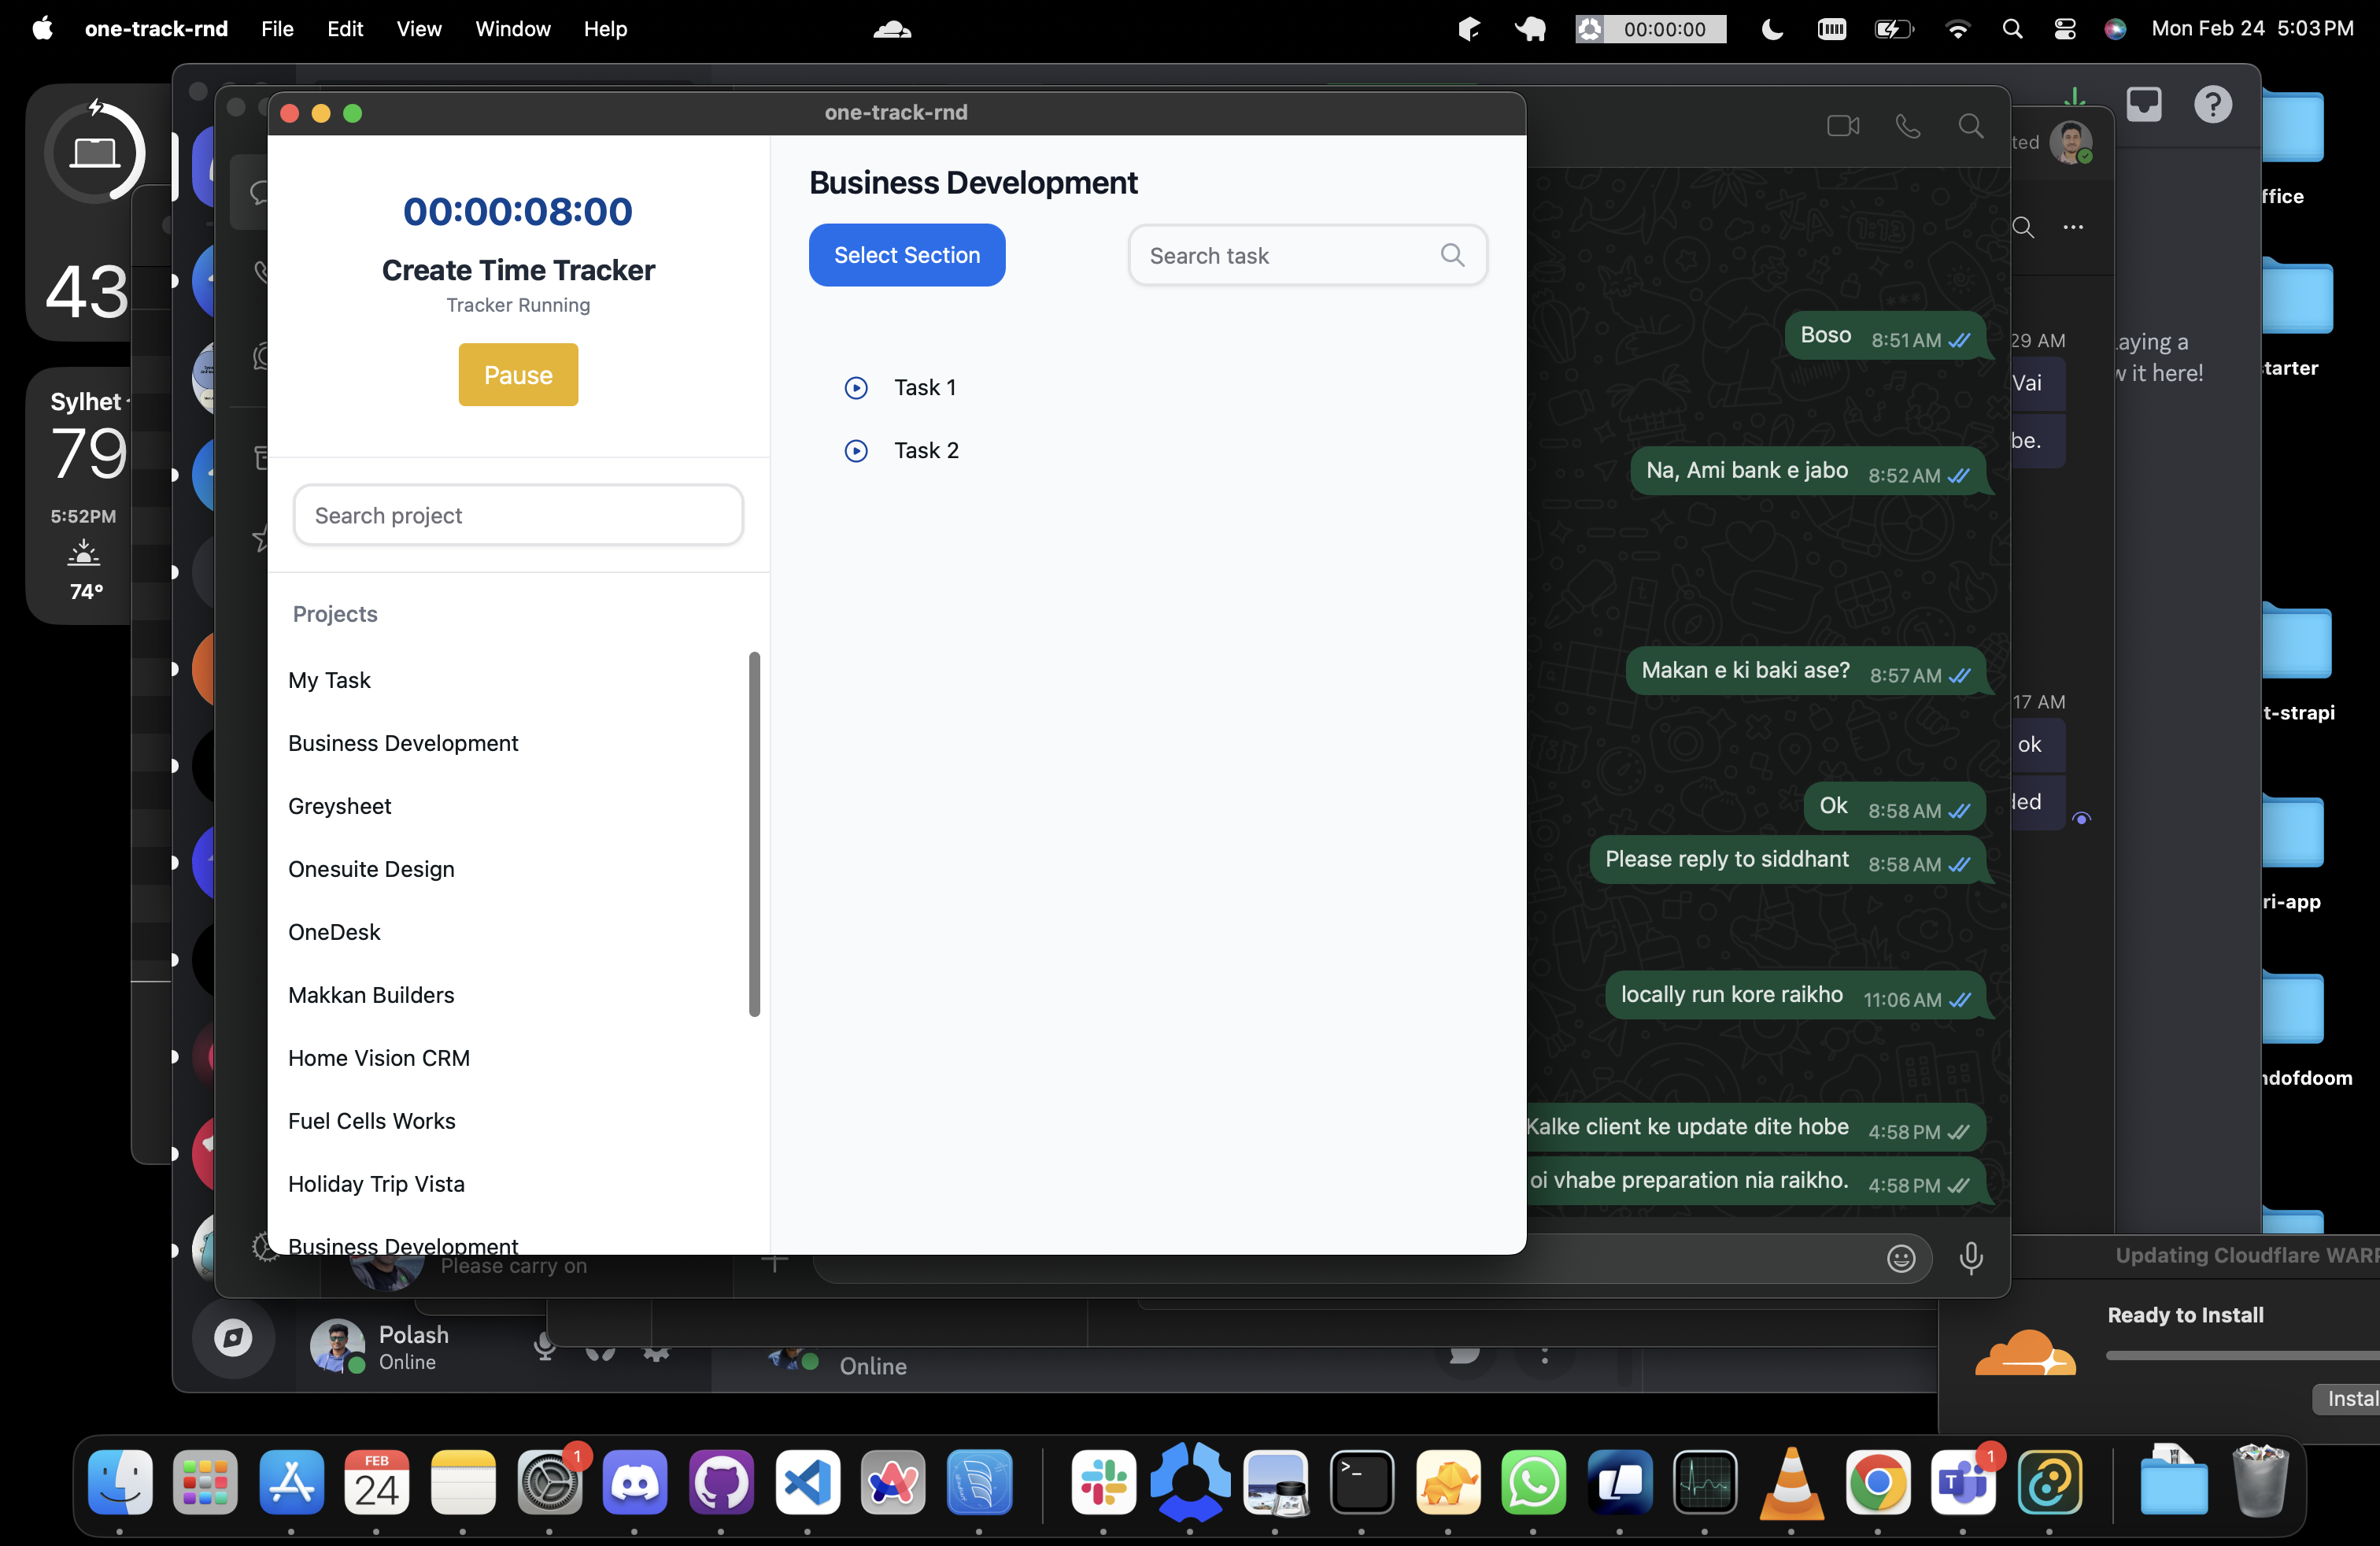 one-track-rnd File Edit View Window Help
00:00:00 Mon Feb 24 5:03 PM
43
Sylhet
79
5:52PM
74°
one-track-rnd
00:00:08:00
Create Time Tracker
Tracker Running
Pause
Search project
Projects
My Task
Business Development
Greysheet
Onesuite Design
OneDesk
Makkan Builders
Home Vision CRM
Fuel Cells Works
Holiday Trip Vista
Business Development
Business Development
Select Section
Search task
Task 1
Task 2
Boso 8:51 AM
Na, Ami bank e jabo 8:52 AM
Makan e ki baki ase? 8:57 AM
Ok 8:58 AM
Please reply to siddhant 8:58 AM
locally run kore raikho 11:06 AM
Kalke client ke update dite hobe 4:58 PM
oi vhabe preparation nia raikho. 4:58 PM
ted
29 AM
Vai
be.
17 AM
ok
ded
aying a
w it here!
ffice
tarter
t-strapi
ri-app
ndofdoom
Please carry on
Polash
Online
Online
Updating Cloudflare WARP
Ready to Install
Instal
FEB
24
1
1